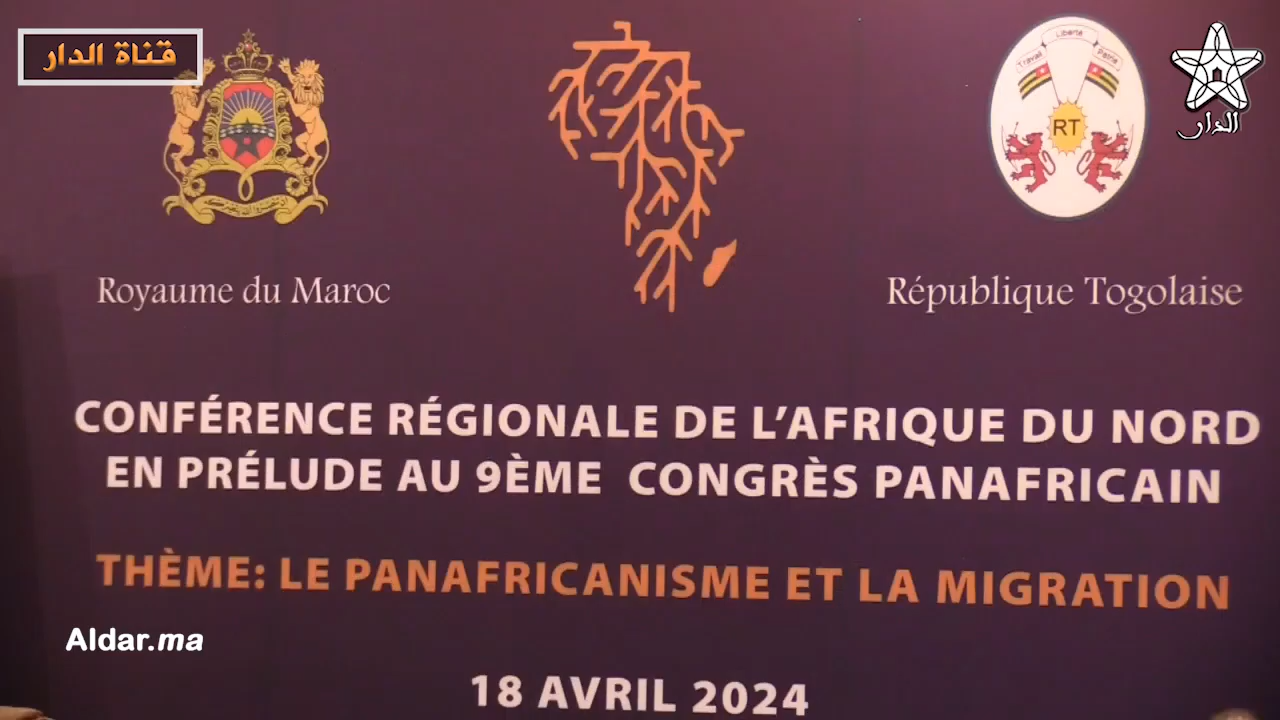 قناة الدار
Travail Liberté Patrie
RT
الدار
Royaume du Maroc
République Togolaise
CONFÉRENCE RÉGIONALE DE L’AFRIQUE DU NORD
EN PRÉLUDE AU 9ÈME CONGRÈS PANAFRICAIN
THÈME: LE PANAFRICANISME ET LA MIGRATION
Aldar.ma
18 AVRIL 2024